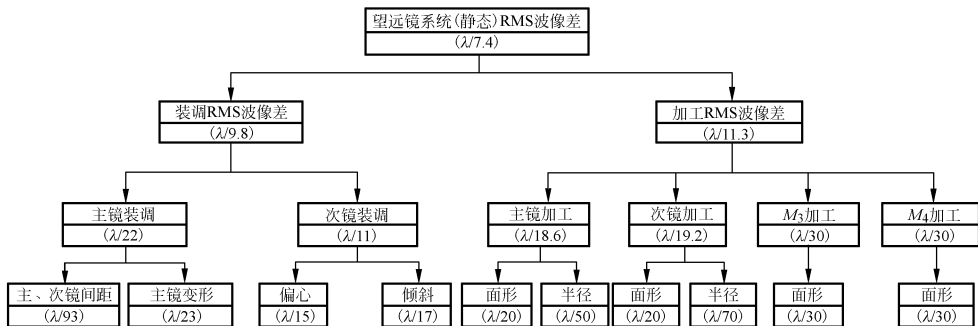 望远镜系统(静态)RMS波像差
(λ/7.4)
装调RMS波像差
(λ/9.8)
加工RMS波像差
(λ/11.3)
主镜装调
(λ/22)
次镜装调
(λ/11)
主镜加工
(λ/18.6)
次镜加工
(λ/19.2)
M3加工
(λ/30)
M4加工
(λ/30)
主、次镜间距
(λ/93)
主镜变形
(λ/23)
偏心
(λ/15)
倾斜
(λ/17)
面形
(λ/20)
半径
(λ/50)
面形
(λ/20)
半径
(λ/70)
面形
(λ/30)
面形
(λ/30)